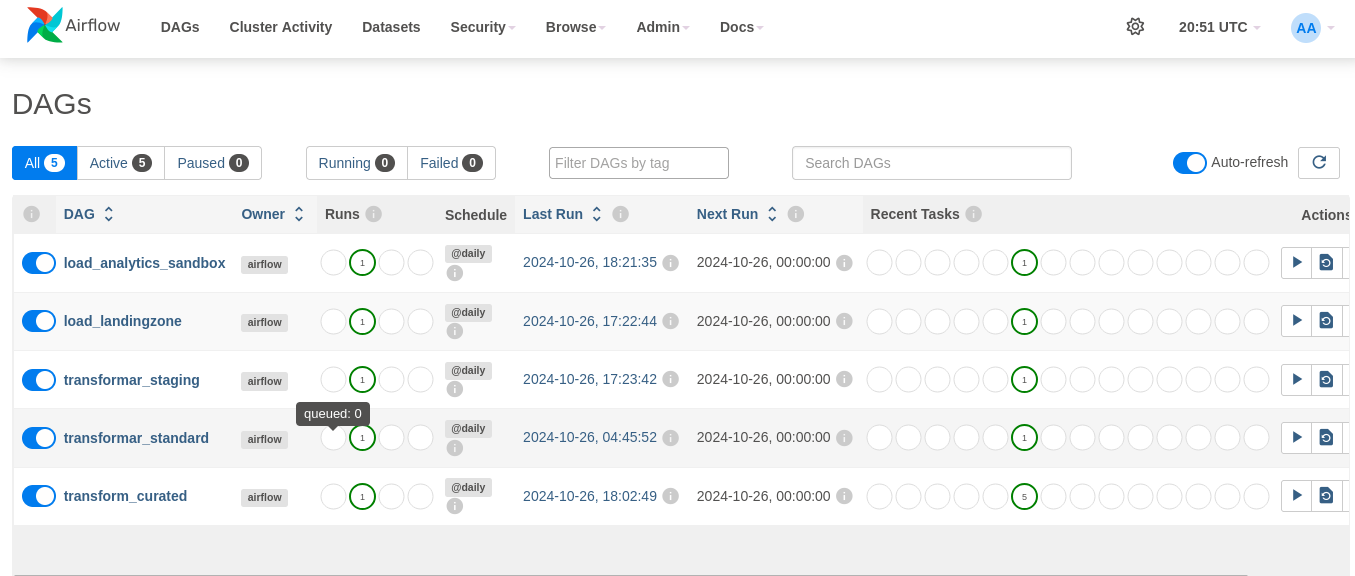 Airflow DAGs Cluster Activity Datasets Security Browse Admin Docs 20:51 UTC AA
DAGs
All 5 Active 5 Paused 0 Running 0 Failed 0 Filter DAGs by tag Search DAGs Auto-refresh
i DAG Owner Runs i Schedule Last Run i Next Run i Recent Tasks i Actions
load_analytics_sandbox airflow 1 @daily i 2024-10-26, 18:21:35 i 2024-10-26, 00:00:00 i 1
load_landingzone airflow 1 @daily i 2024-10-26, 17:22:44 i 2024-10-26, 00:00:00 i 1
transformar_staging airflow 1 @daily i 2024-10-26, 17:23:42 i 2024-10-26, 00:00:00 i 1
queued: 0
transformar_standard airflow 1 @daily i 2024-10-26, 04:45:52 i 2024-10-26, 00:00:00 i 1
transform_curated airflow 1 @daily i 2024-10-26, 18:02:49 i 2024-10-26, 00:00:00 i 5